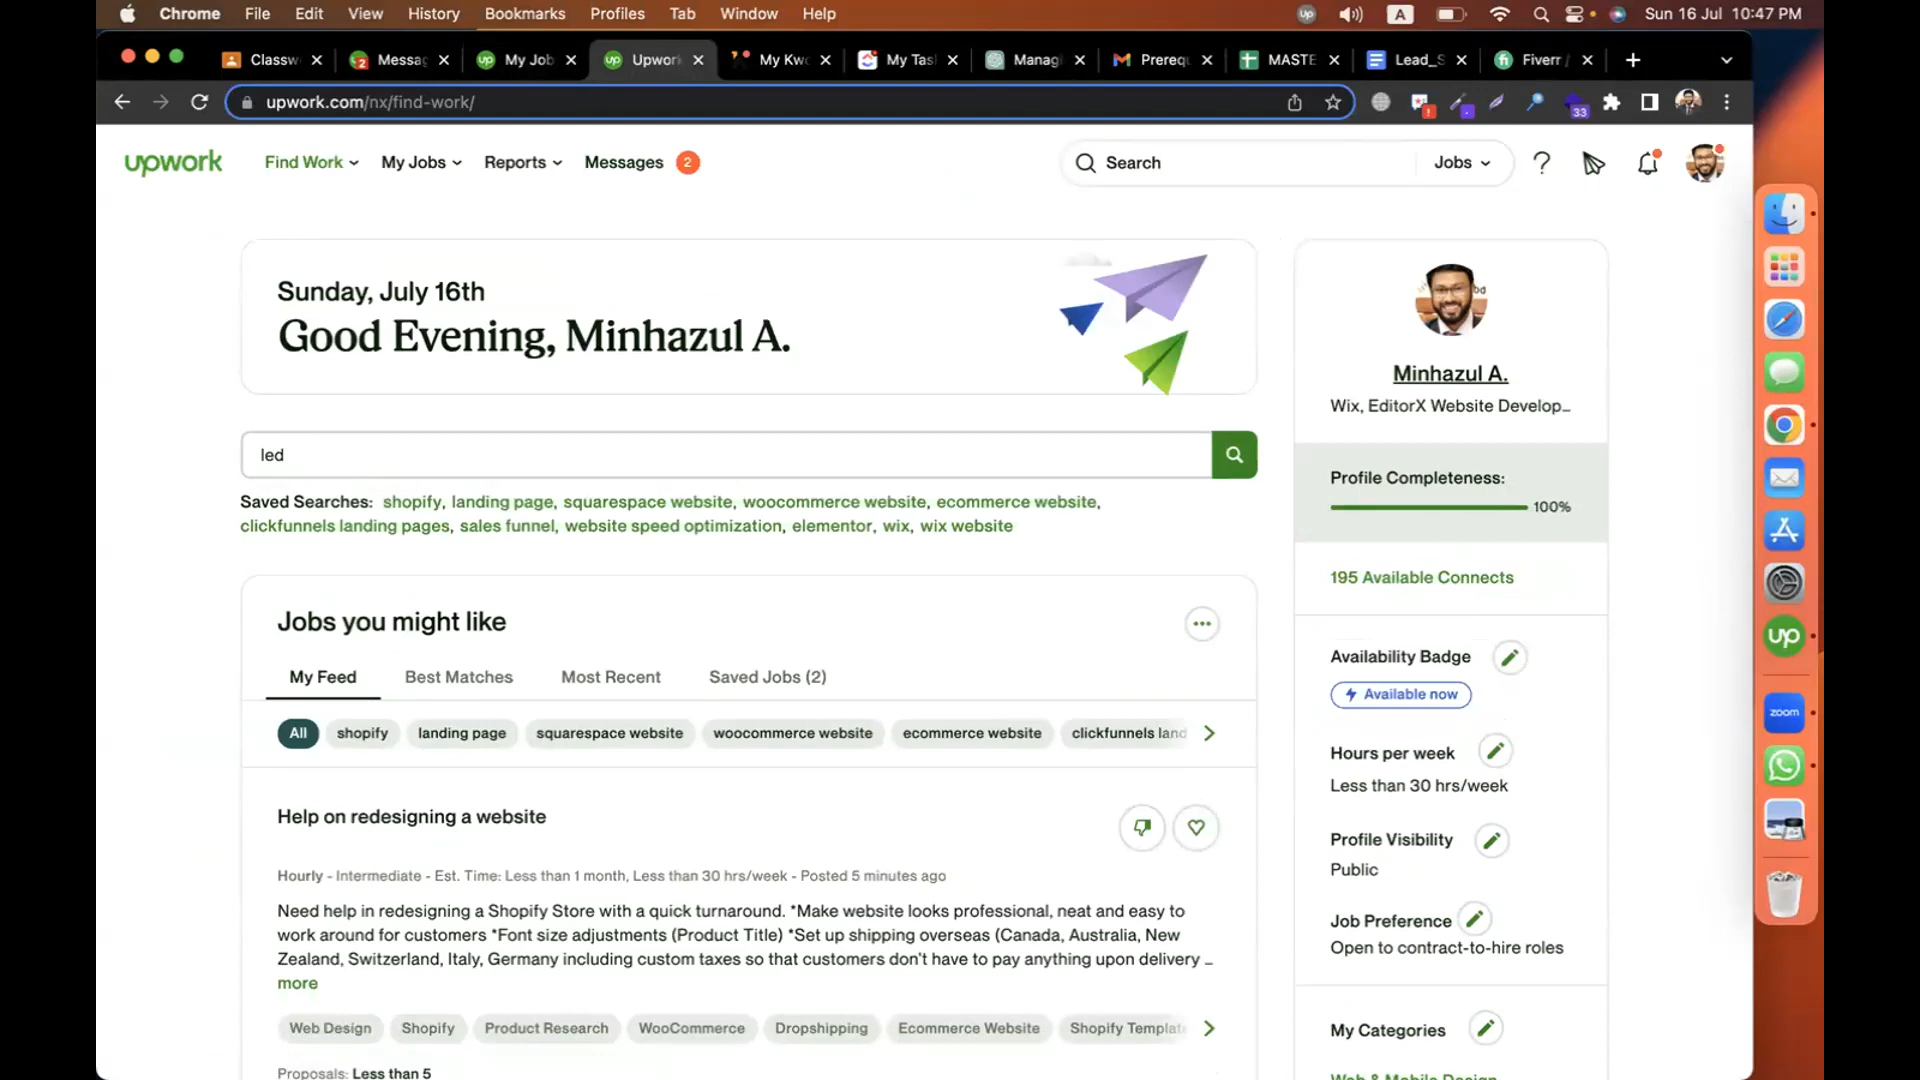 Chrome File Edit View History Bookmarks Profiles Tab Window Help
A
Sun 16 Jul 10:47 PM
Classw
Messag
My Job
Upwork
My Kwo
My Task
Managi
Prerequ
MASTE
Lead_S
Fiverr /
upwork.com/nx/find-work/
33
upwork Find Work My Jobs Reports Messages 2
Search Jobs
Sunday, July 16th
Good Evening, Minhazul A.
led
Saved Searches: shopify, landing page, squarespace website, woocommerce website, ecommerce website,
clickfunnels landing pages, sales funnel, website speed optimization, elementor, wix, wix website
Jobs you might like
My Feed Best Matches Most Recent Saved Jobs (2)
All shopify landing page squarespace website woocommerce website ecommerce website clickfunnels land
Help on redesigning a website
Hourly - Intermediate - Est. Time: Less than 1 month, Less than 30 hrs/week - Posted 5 minutes ago
Need help in redesigning a Shopify Store with a quick turnaround. *Make website looks professional, neat and easy to
work around for customers *Font size adjustments (Product Title) *Set up shipping overseas (Canada, Australia, New
Zealand, Switzerland, Italy, Germany including custom taxes so that customers don't have to pay anything upon delivery …
more
Web Design Shopify Product Research WooCommerce Dropshipping Ecommerce Website Shopify Templat
Proposals: Less than 5
Minhazul A.
Wix, EditorX Website Develop…
Profile Completeness:
100%
195 Available Connects
Availability Badge
Available now
Hours per week
Less than 30 hrs/week
Profile Visibility
Public
Job Preference
Open to contract-to-hire roles
My Categories
Web & Mobile Design
up
zoom